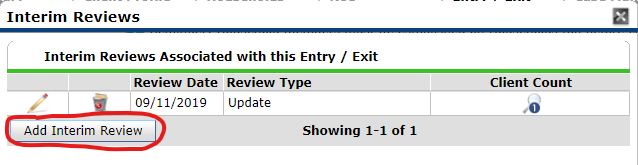 Interim Reviews
Interim Reviews Associated with this Entry / Exit
Review Date Review Type Client Count
09/11/2019 Update 1
Add Interim Review Showing 1-1 of 1